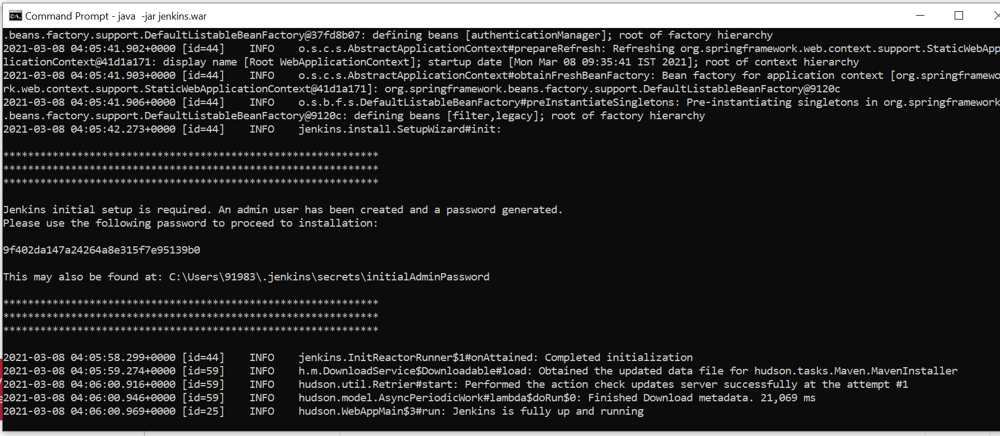 Command Prompt - java  -jar jenkins.war
.beans.factory.support.DefaultListableBeanFactory@37fd8b07: defining beans [authenticationManager]; root of factory hierarchy
2021-03-08 04:05:41.902+0000 [id=44]    INFO    o.s.c.s.AbstractApplicationContext#prepareRefresh: Refreshing org.springframework.web.context.support.StaticWebApp
licationContext@41d1a171: display name [Root WebApplicationContext]; startup date [Mon Mar 08 09:35:41 IST 2021]; root of context hierarchy
2021-03-08 04:05:41.903+0000 [id=44]    INFO    o.s.c.s.AbstractApplicationContext#obtainFreshBeanFactory: Bean factory for application context [org.springframewo
rk.web.context.support.StaticWebApplicationContext@41d1a171]: org.springframework.beans.factory.support.DefaultListableBeanFactory@9120c
2021-03-08 04:05:41.906+0000 [id=44]    INFO    o.s.b.f.s.DefaultListableBeanFactory#preInstantiateSingletons: Pre-instantiating singletons in org.springframework
.beans.factory.support.DefaultListableBeanFactory@9120c: defining beans [filter,legacy]; root of factory hierarchy
2021-03-08 04:05:42.273+0000 [id=44]    INFO    jenkins.install.SetupWizard#init:
*************************************************************
*************************************************************
*************************************************************
Jenkins initial setup is required. An admin user has been created and a password generated.
Please use the following password to proceed to installation:
9f402da147a24264a8e315f7e95139b0
This may also be found at: C:\Users\91983\.jenkins\secrets\initialAdminPassword
*************************************************************
*************************************************************
*************************************************************
2021-03-08 04:05:58.299+0000 [id=44]    INFO    jenkins.InitReactorRunner$1#onAttained: Completed initialization
2021-03-08 04:05:59.274+0000 [id=59]    INFO    h.m.DownloadService$Downloadable#load: Obtained the updated data file for hudson.tasks.Maven.MavenInstaller
2021-03-08 04:06:00.916+0000 [id=59]    INFO    hudson.util.Retrier#start: Performed the action check updates server successfully at the attempt #1
2021-03-08 04:06:00.946+0000 [id=59]    INFO    hudson.model.AsyncPeriodicWork#lambda$doRun$0: Finished Download metadata. 21,069 ms
2021-03-08 04:06:00.969+0000 [id=25]    INFO    hudson.WebAppMain$3#run: Jenkins is fully up and running